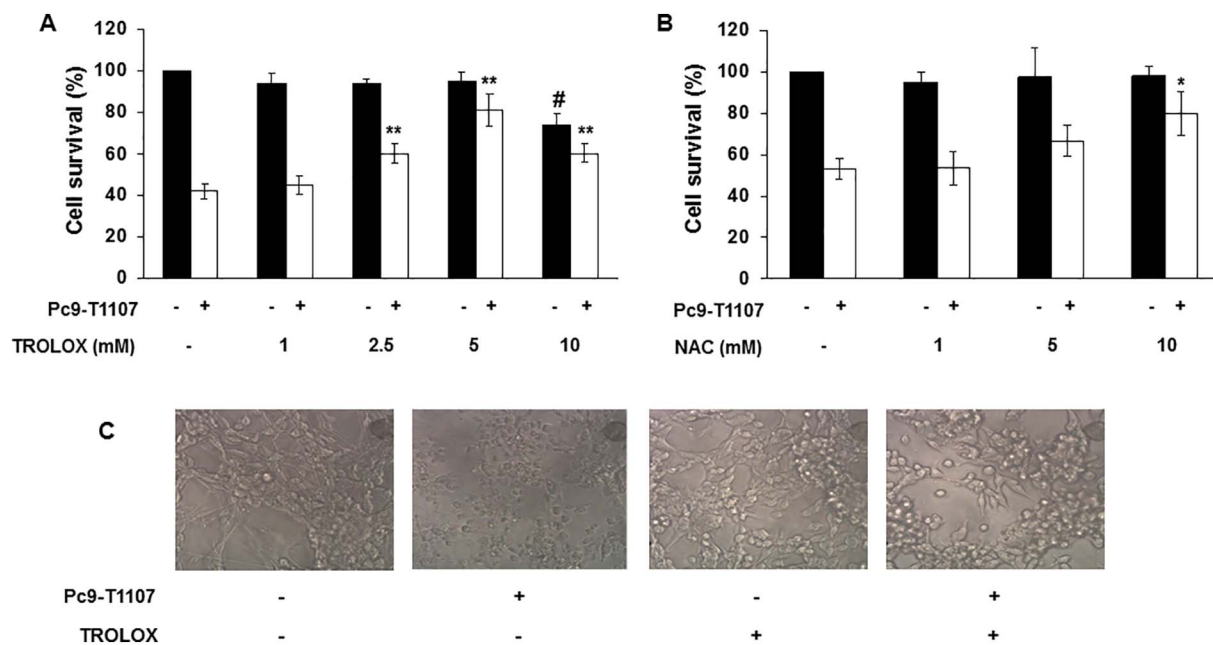 A
Cell survival (%)
120
100
80
60
40
20
0
**
**
#
**
Pc9-T1107 - + - + - + - + - +
TROLOX (mM) - 1 2.5 5 10
B
Cell survival (%)
120
100
80
60
40
20
0
*
Pc9-T1107 - + - + - + - +
NAC (mM) - 1 5 10
C
Pc9-T1107 - + - +
TROLOX - - + +